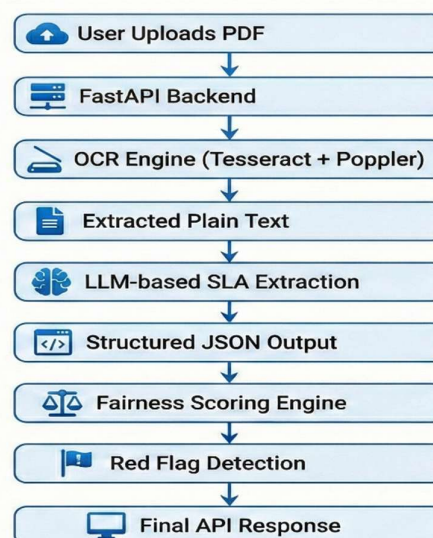 User Uploads PDF
FastAPI Backend
OCR Engine (Tesseract + Poppler)
Extracted Plain Text
LLM-based SLA Extraction
</>
Structured JSON Output
Fairness Scoring Engine
!
Red Flag Detection
Final API Response